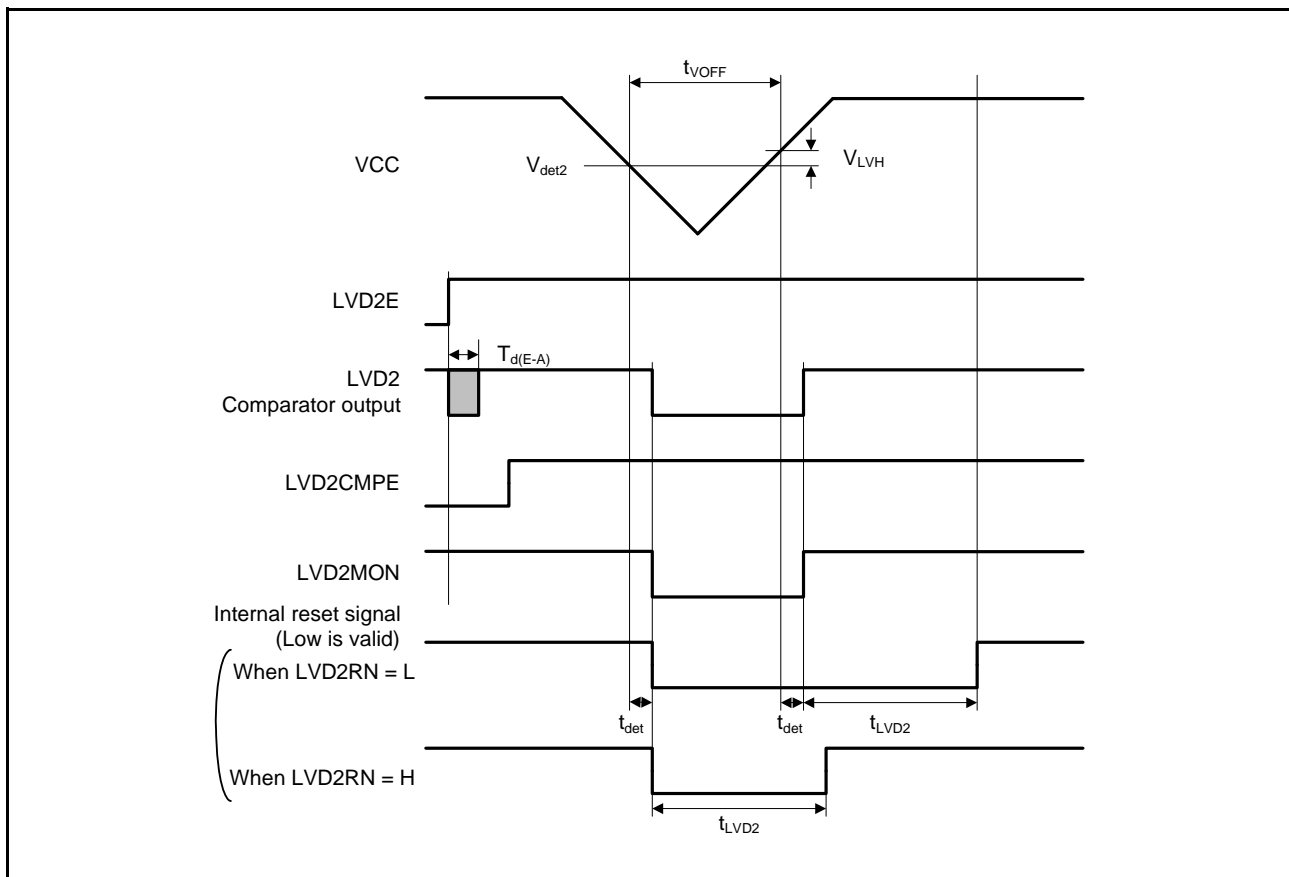 tVOFF
VCC
Vdet2
VLVH
LVD2E
Td(E-A)
LVD2
Comparator output
LVD2CMPE
LVD2MON
Internal reset signal
(Low is valid)
When LVD2RN = L
tdet
tdet
tLVD2
When LVD2RN = H
tLVD2